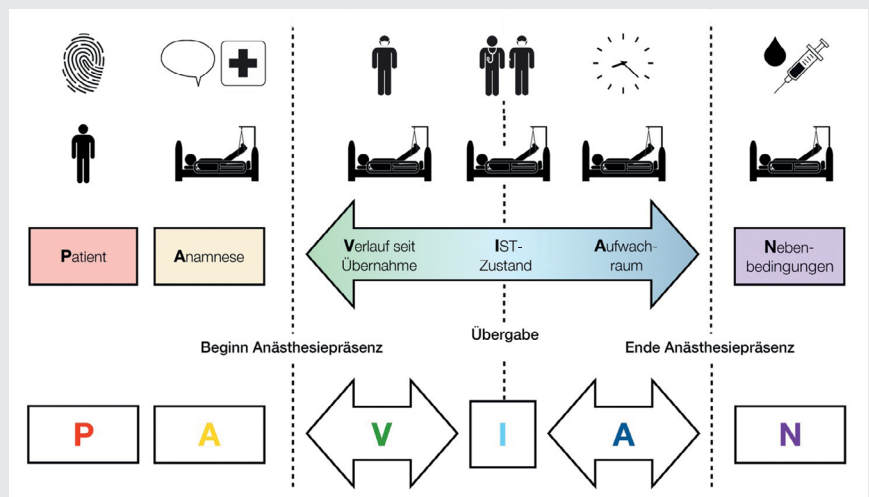 Patient
Anamnese
Verlauf seit
Übernahme
IST-
Zustand
Aufwach-
raum
Neben-
bedingungen
Beginn Anästhesiepräsenz
Übergabe
Ende Anästhesiepräsenz
P
A
V
I
A
N